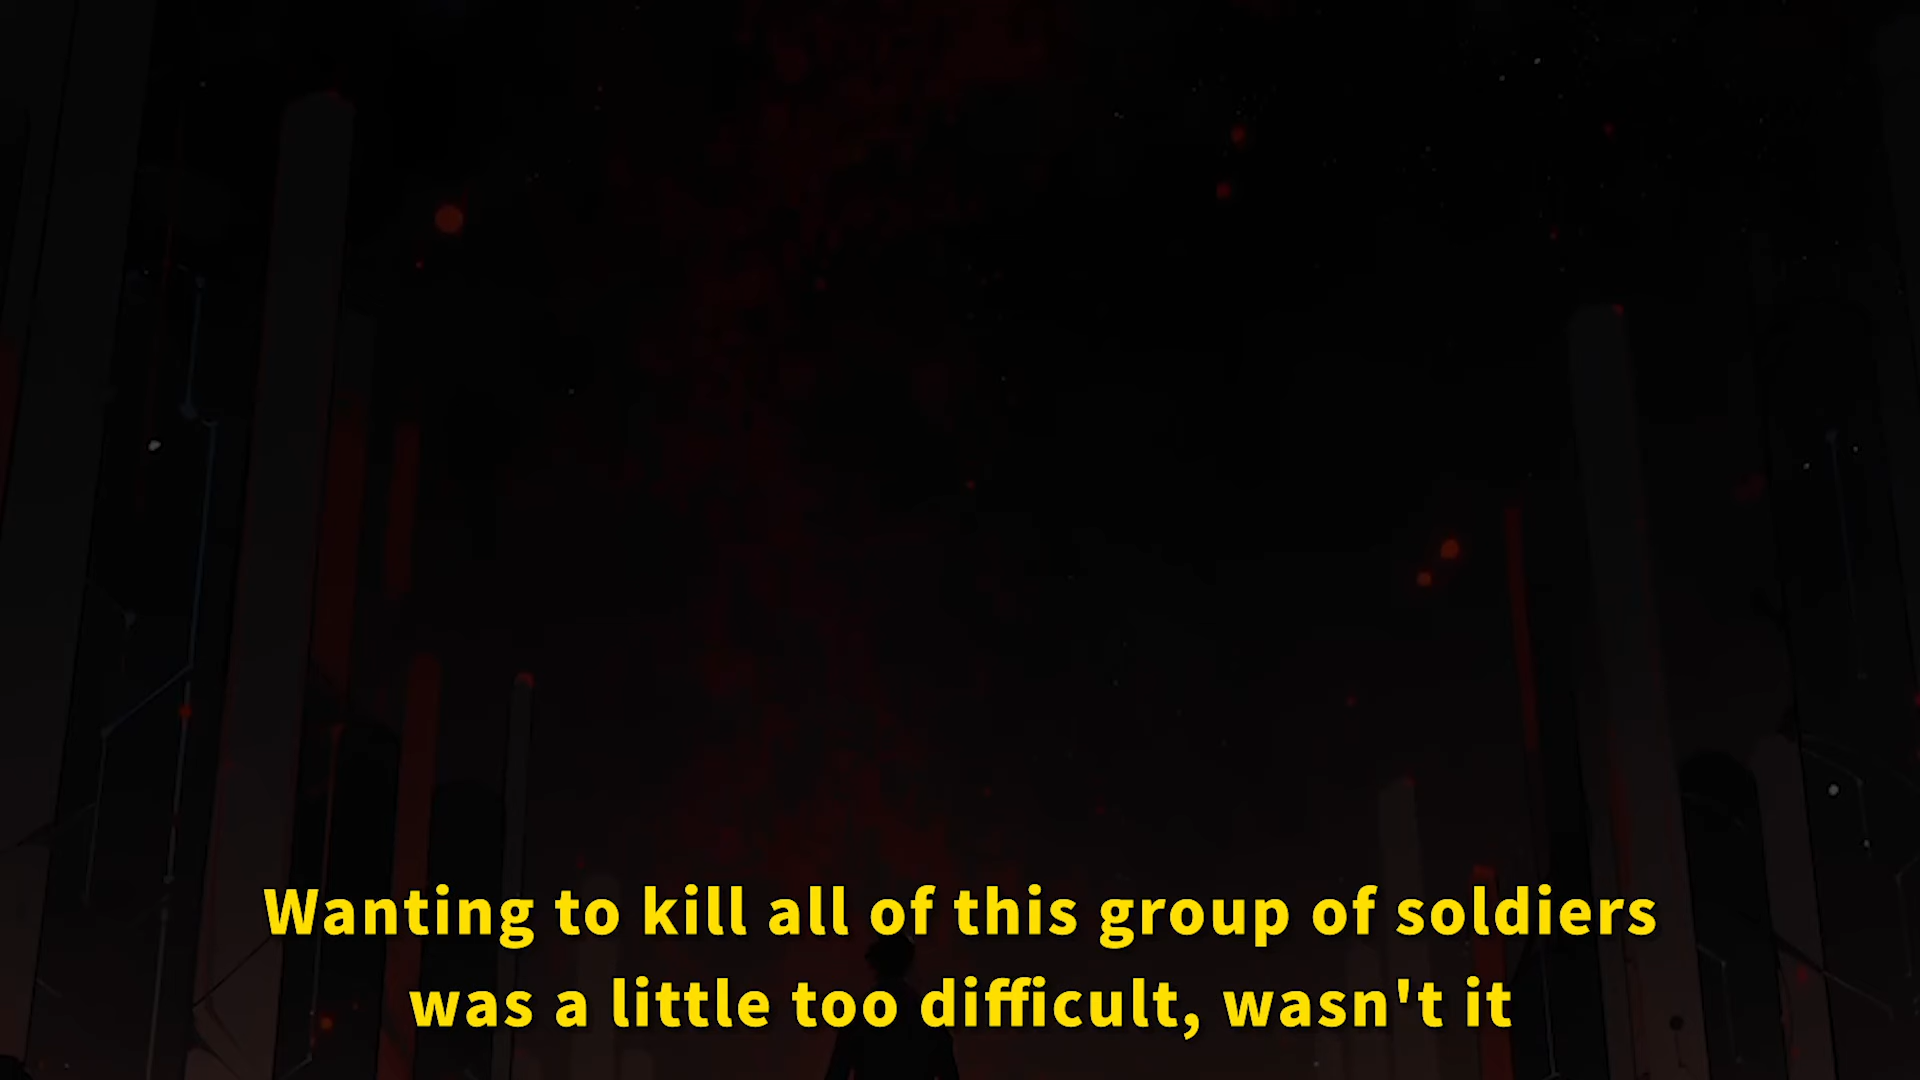 Wanting to kill all of this group of soldiers
was a little too difficult, wasn't it